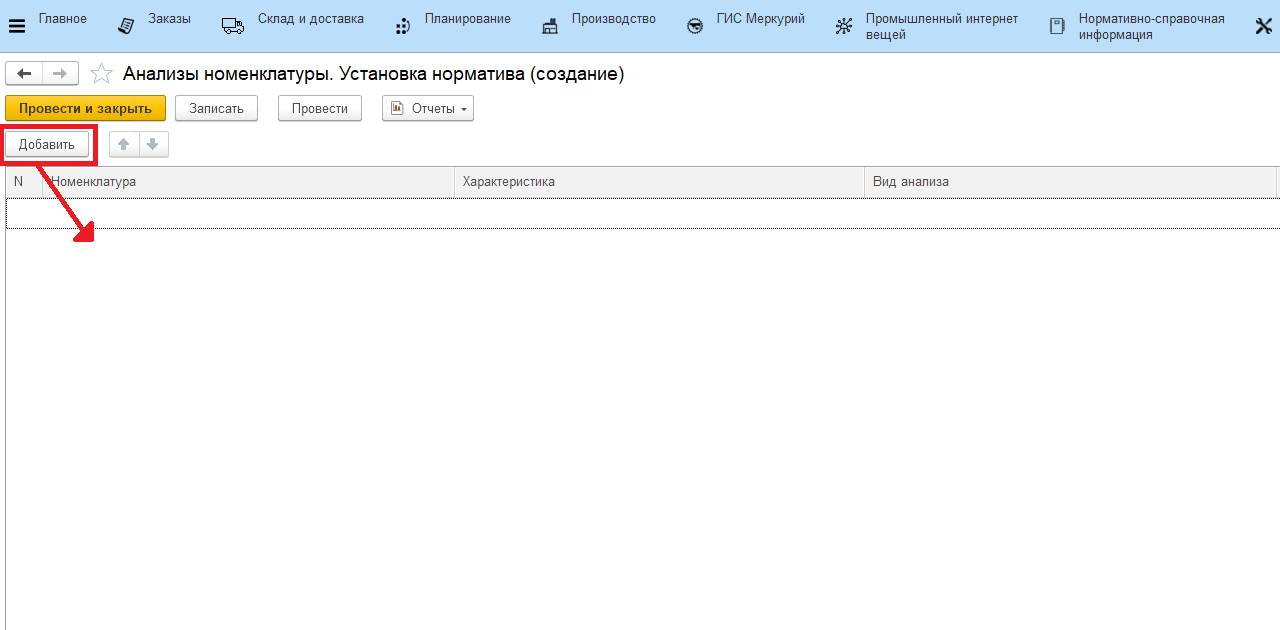 Главное
Заказы
Склад и доставка
Планирование
Производство
ГИС Меркурий
Промышленный интернет
вещей
Нормативно-справочная
информация
Анализы номенклатуры. Установка норматива (создание)
Провести и закрыть
Записать
Провести
Отчеты
Добавить
N
Номенклатура
Характеристика
Вид анализа